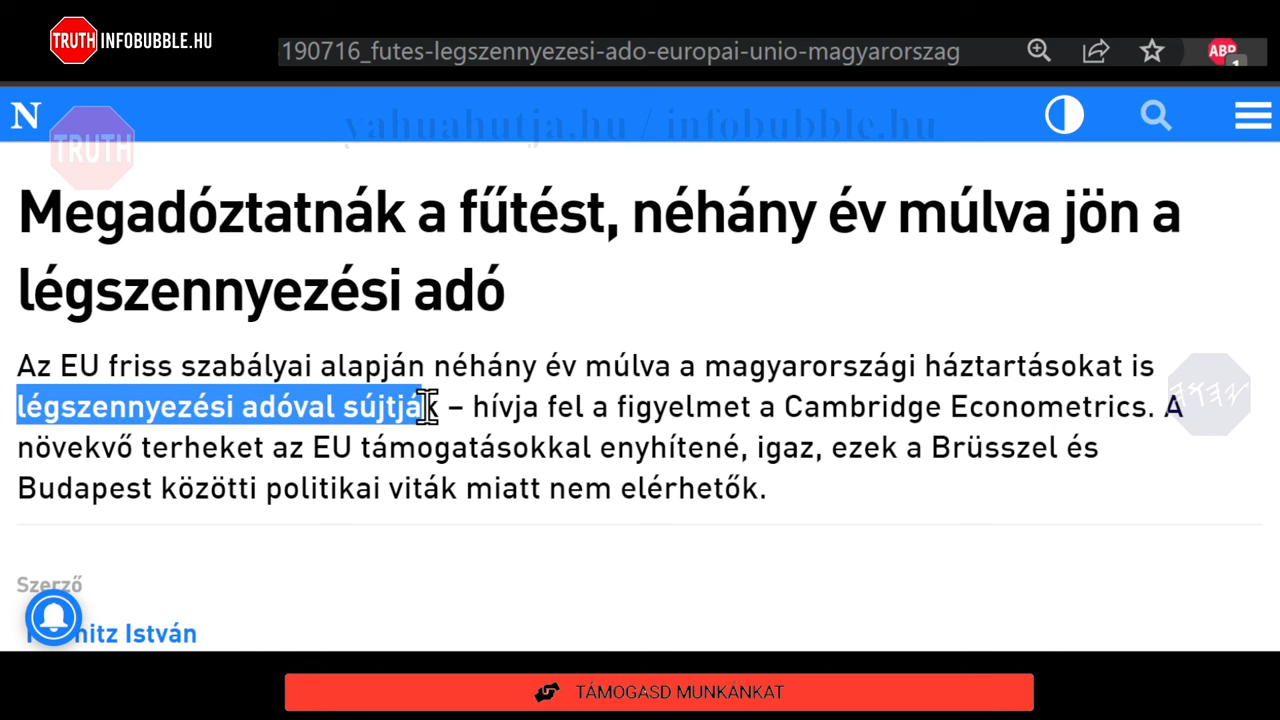 TRUTH INFOBUBBLE.HU
190716_futes-legszennyezesi-ado-europai-unio-magyarorszag
ABP
1
N
TRUTH
yahuahutja.hu / infobubble.hu
Megadóztatnák a fűtést, néhány év múlva jön a
légszennyezési adó
Az EU friss szabályai alapján néhány év múlva a magyarországi háztartásokat is
légszennyezési adóval sújtják – hívja fel a figyelmet a Cambridge Econometrics. A
növekvő terheket az EU támogatásokkal enyhítené, igaz, ezek a Brüsszel és
Budapest közötti politikai viták miatt nem elérhetők.
Szerző
István
TÁMOGASD MUNKÁNKAT